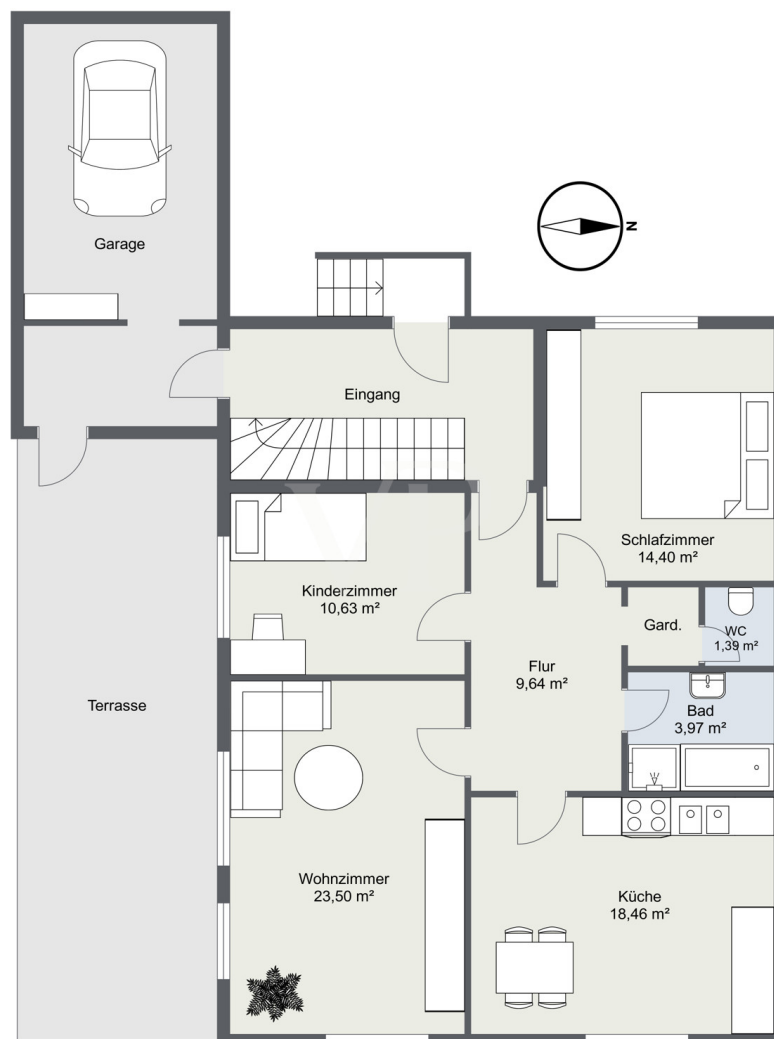 Garage
N
Eingang
Schlafzimmer
14,40 m²
Kinderzimmer
10,63 m²
Gard.
WC
1,39 m²
Flur
9,64 m²
Terrasse
Bad
3,97 m²
Wohnzimmer
23,50 m²
Küche
18,46 m²